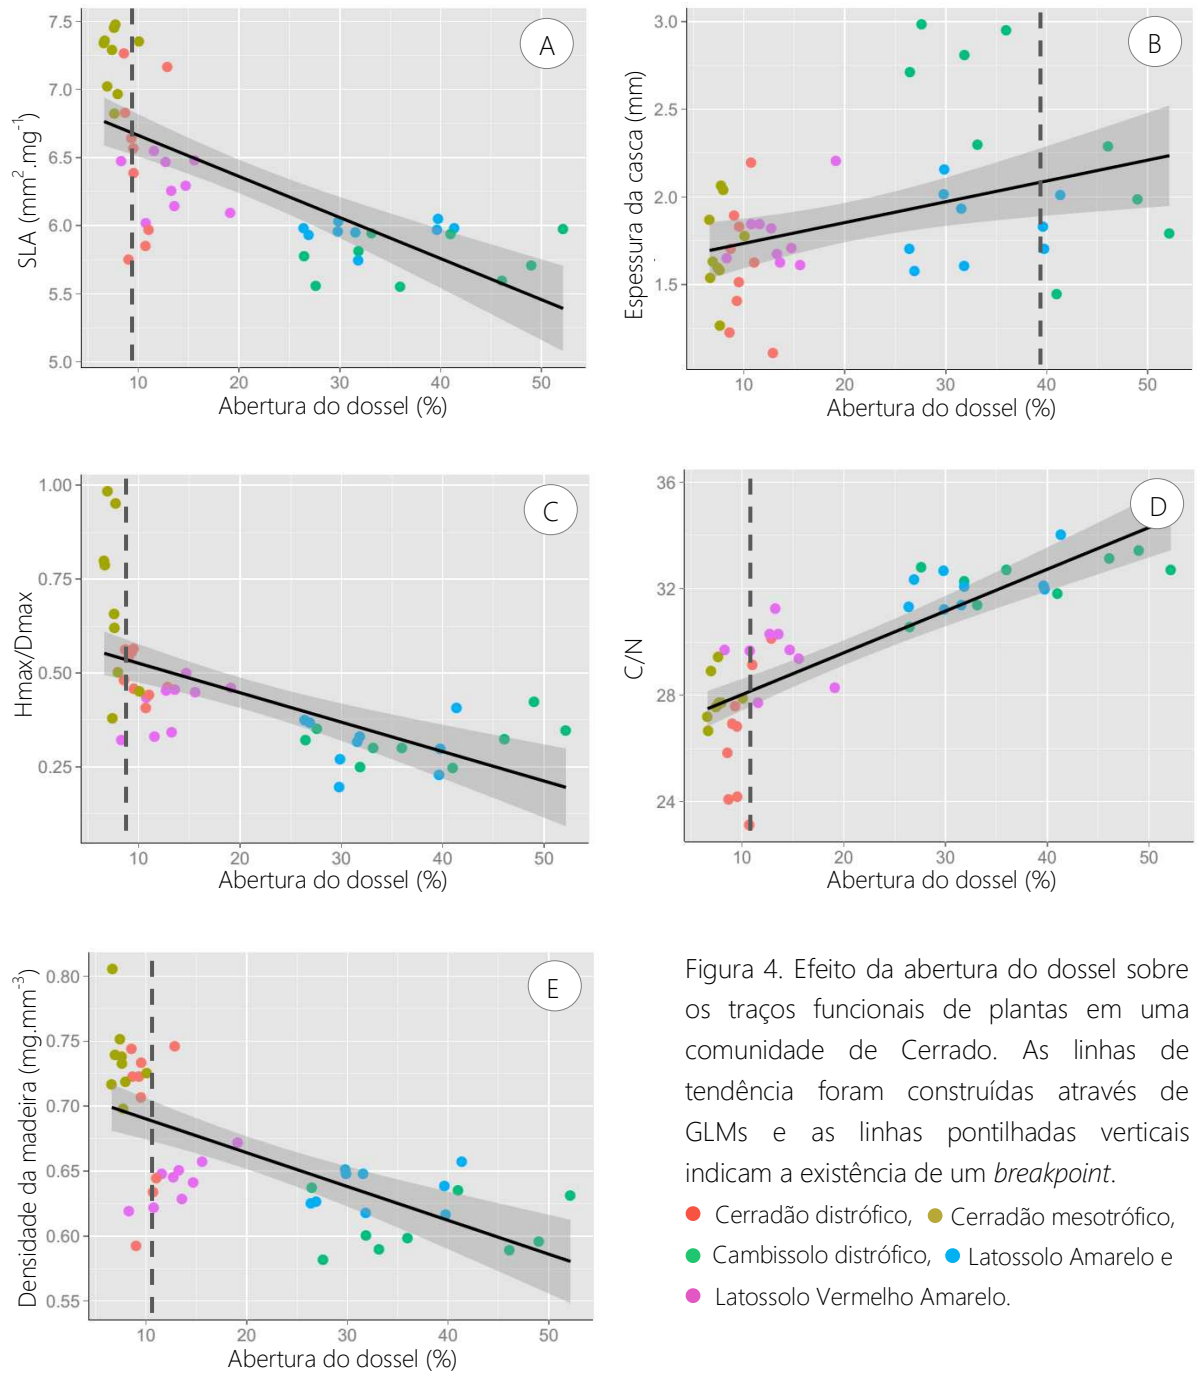 A
7.5
7.0
6.5
6.0
5.5
5.0
SLA (mm².mg⁻¹)
10 20 30 40 50
Abertura do dossel (%)
B
3.0
2.5
2.0
1.5
Espessura da casca (mm)
10 20 30 40 50
Abertura do dossel (%)
C
1.00
0.75
0.50
0.25
Hmax/Dmax
10 20 30 40 50
Abertura do dossel (%)
D
36
32
28
24
C/N
10 20 30 40 50
Abertura do dossel (%)
E
0.80
0.75
0.70
0.65
0.60
0.55
Densidade da madeira (mg.mm⁻³)
10 20 30 40 50
Abertura do dossel (%)
Figura 4. Efeito da abertura do dossel sobre
os traços funcionais de plantas em uma
comunidade de Cerrado. As linhas de
tendência foram construídas através de
GLMs e as linhas pontilhadas verticais
indicam a existência de um breakpoint.
Cerradão distrófico, Cerradão mesotrófico,
Cambissolo distrófico, Latossolo Amarelo e
Latossolo Vermelho Amarelo.